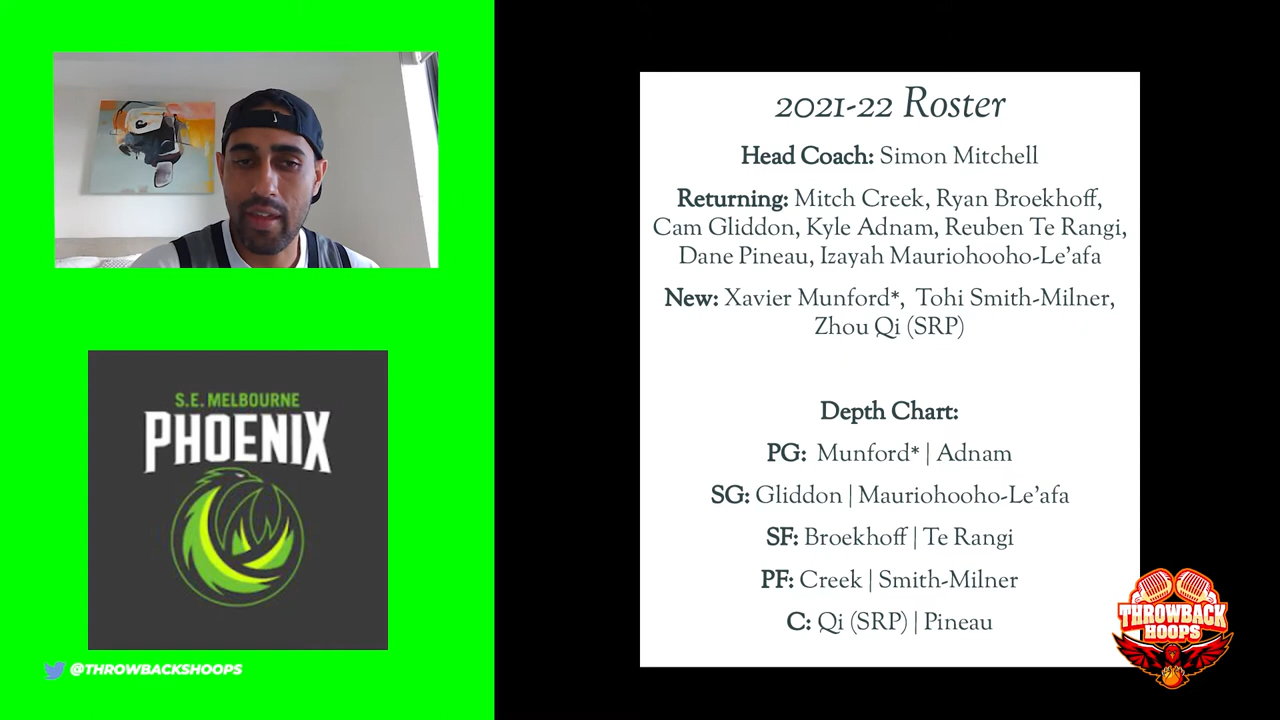 2021-22 Roster
Head Coach: Simon Mitchell
Returning: Mitch Creek, Ryan Broekhoff,
Cam Gliddon, Kyle Adnam, Reuben Te Rangi,
Dane Pineau, Izayah Mauriohooho-Le'afa
New: Xavier Munford*, Tohi Smith-Milner,
Zhou Qi (SRP)
Depth Chart:
PG: Munford* | Adnam
SG: Gliddon | Mauriohooho-Le'afa
SF: Broekhoff | Te Rangi
PF: Creek | Smith-Milner
C: Qi (SRP) | Pineau
S.E. MELBOURNE
PHOENIX
@THROWBACKSHOOPS
THROWBACK
HOOPS